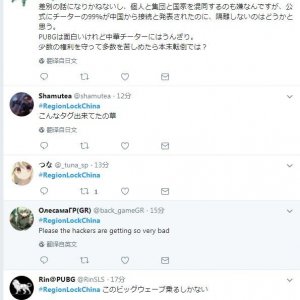 差別の話になりかねないし、個人と集団と国家を混同するのも嫌なんですが、公
式にチーターの99%が中国から接続と発表されたのに、隔離しないのはどうかと
思う。
PUBGは面白いけれど中華チーターにはうんざり。
少数の権利を守って多数を苦しめたら本末転倒では?
翻译自日文
Shamutea @shamutea · 12分
#RegionLockChina
こんなタグ出来てたの草
翻译自日文
つな @_tuna_sp · 13分
#RegionLockChina
1
ОлесамаГР(GR) @back_gameGR · 15分
#RegionLockChina
Please the hackers are getting so very bad
翻译自英文
Rin@PUBG @RinSLS · 17分
#RegionLockChina このビッグウェーブ乗るしかない